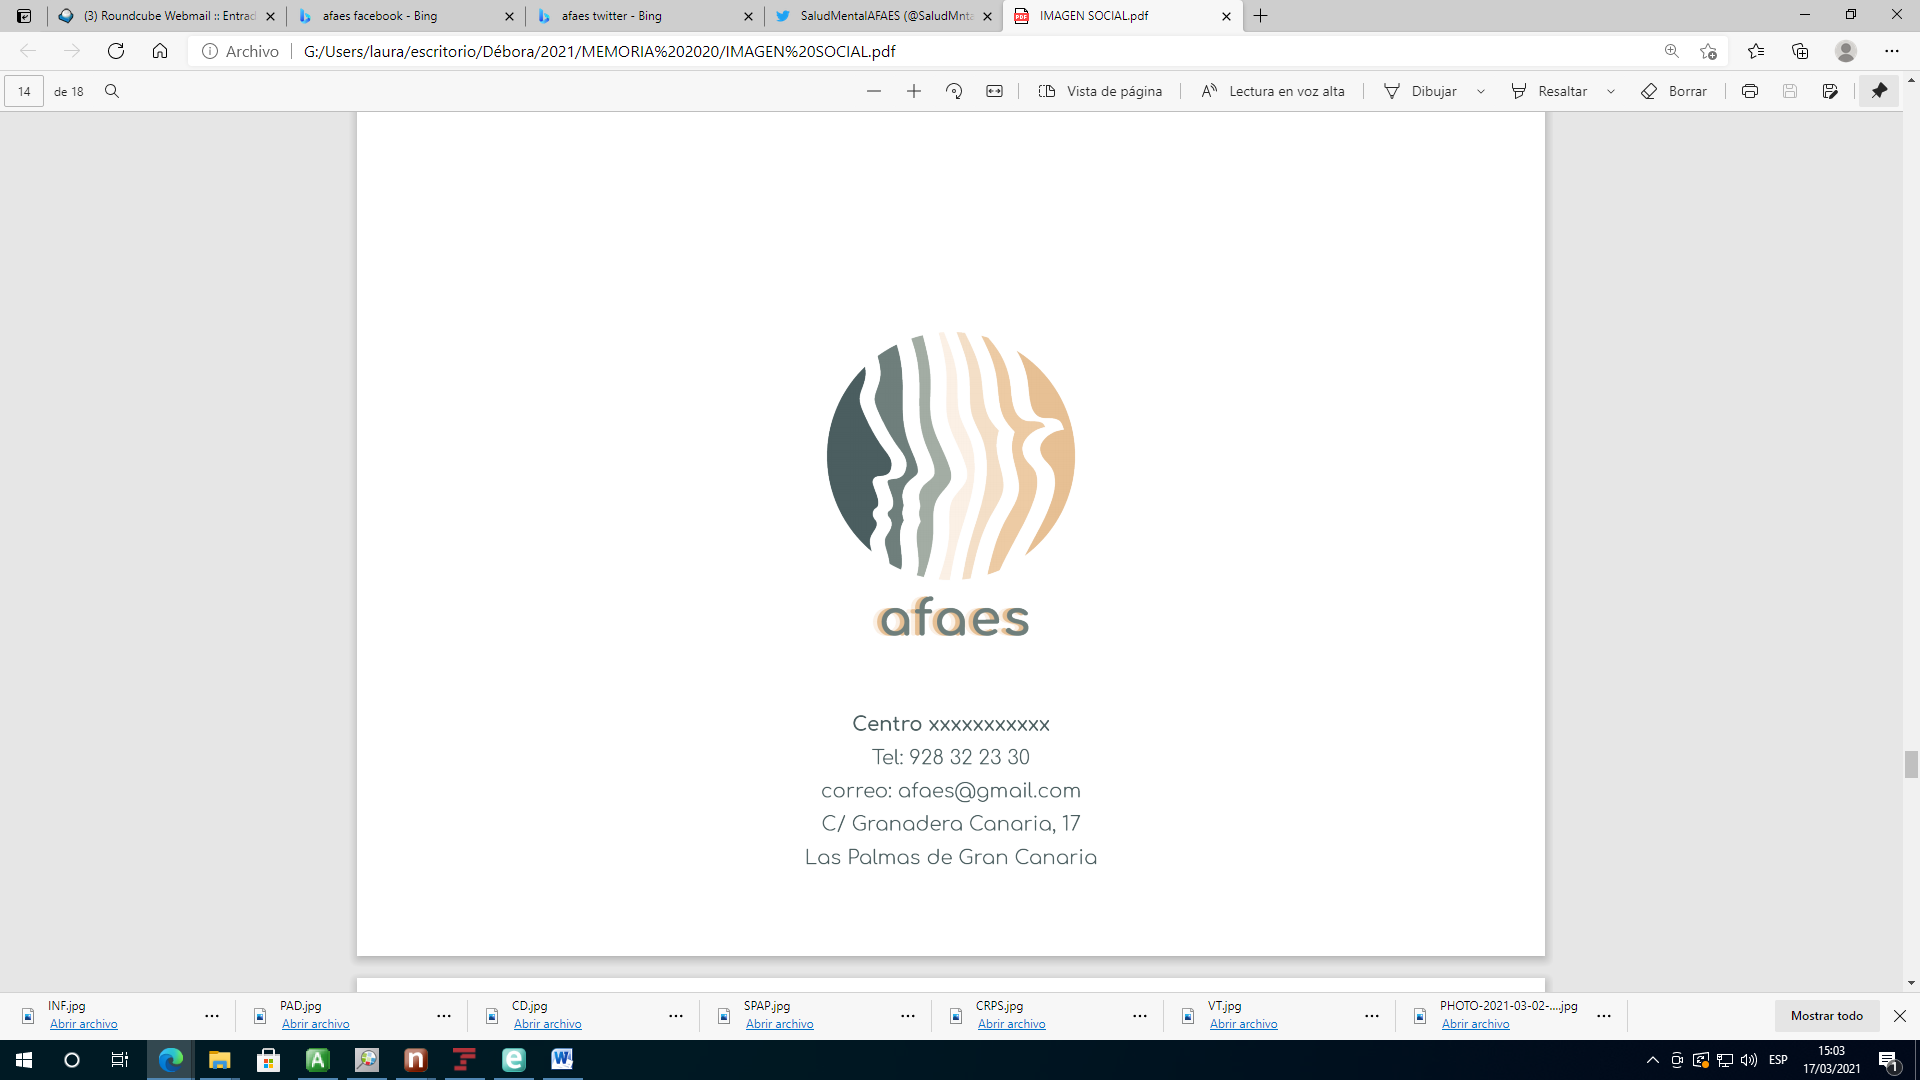 (3) Roundcube Webmail :: Entrad
afaes facebook - Bing
afaes twitter - Bing
SaludMentalAFAES (@SaludMnta
IMAGEN SOCIAL.pdf
Archivo
G:/Users/laura/escritorio/Débora/2021/MEMORIA%202020/IMAGEN%20SOCIAL.pdf
14 de 18
Vista de página
Lectura en voz alta
Dibujar
Resaltar
Borrar
afaes
Centro xxxxxxxxxxx
Tel: 928 32 23 30
correo: afaes@gmail.com
C/ Granadera Canaria, 17
Las Palmas de Gran Canaria
INF.jpg
Abrir archivo
PAD.jpg
Abrir archivo
CD.jpg
Abrir archivo
SPAP.jpg
Abrir archivo
CRPS.jpg
Abrir archivo
VT.jpg
Abrir archivo
PHOTO-2021-03-02-....jpg
Abrir archivo
Mostrar todo
ESP
15:03
17/03/2021
1